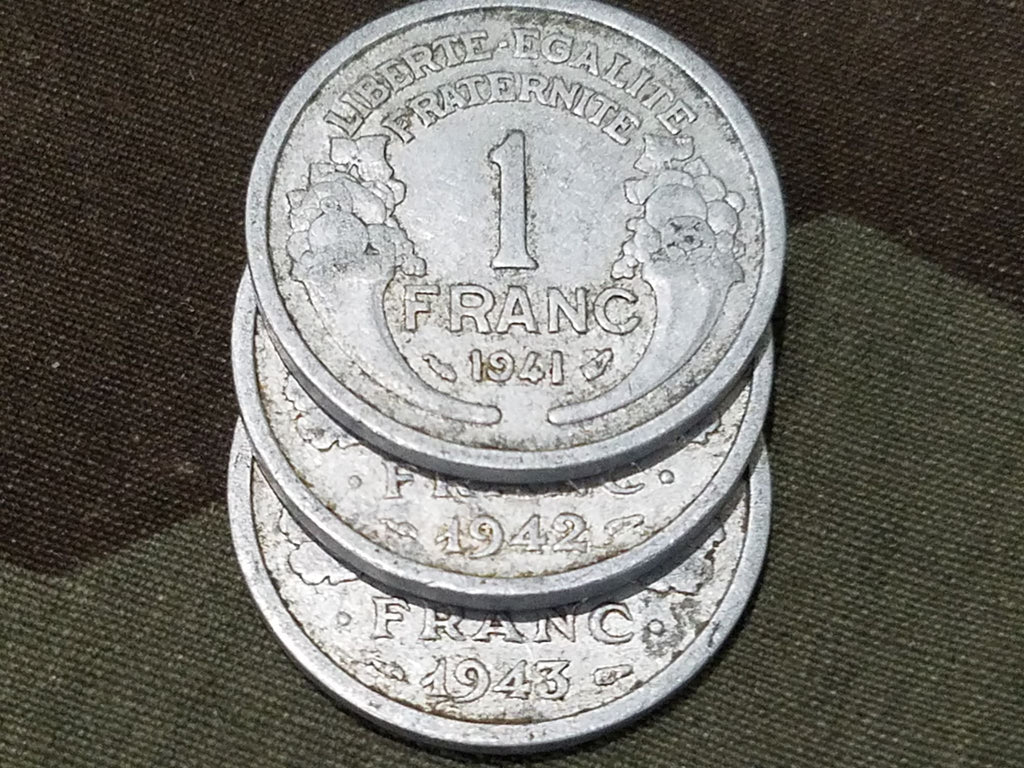 LIBERTE-EGALITE
FRATERNITE
1
FRANC
1941
FRANC
1942
FRANC
1943